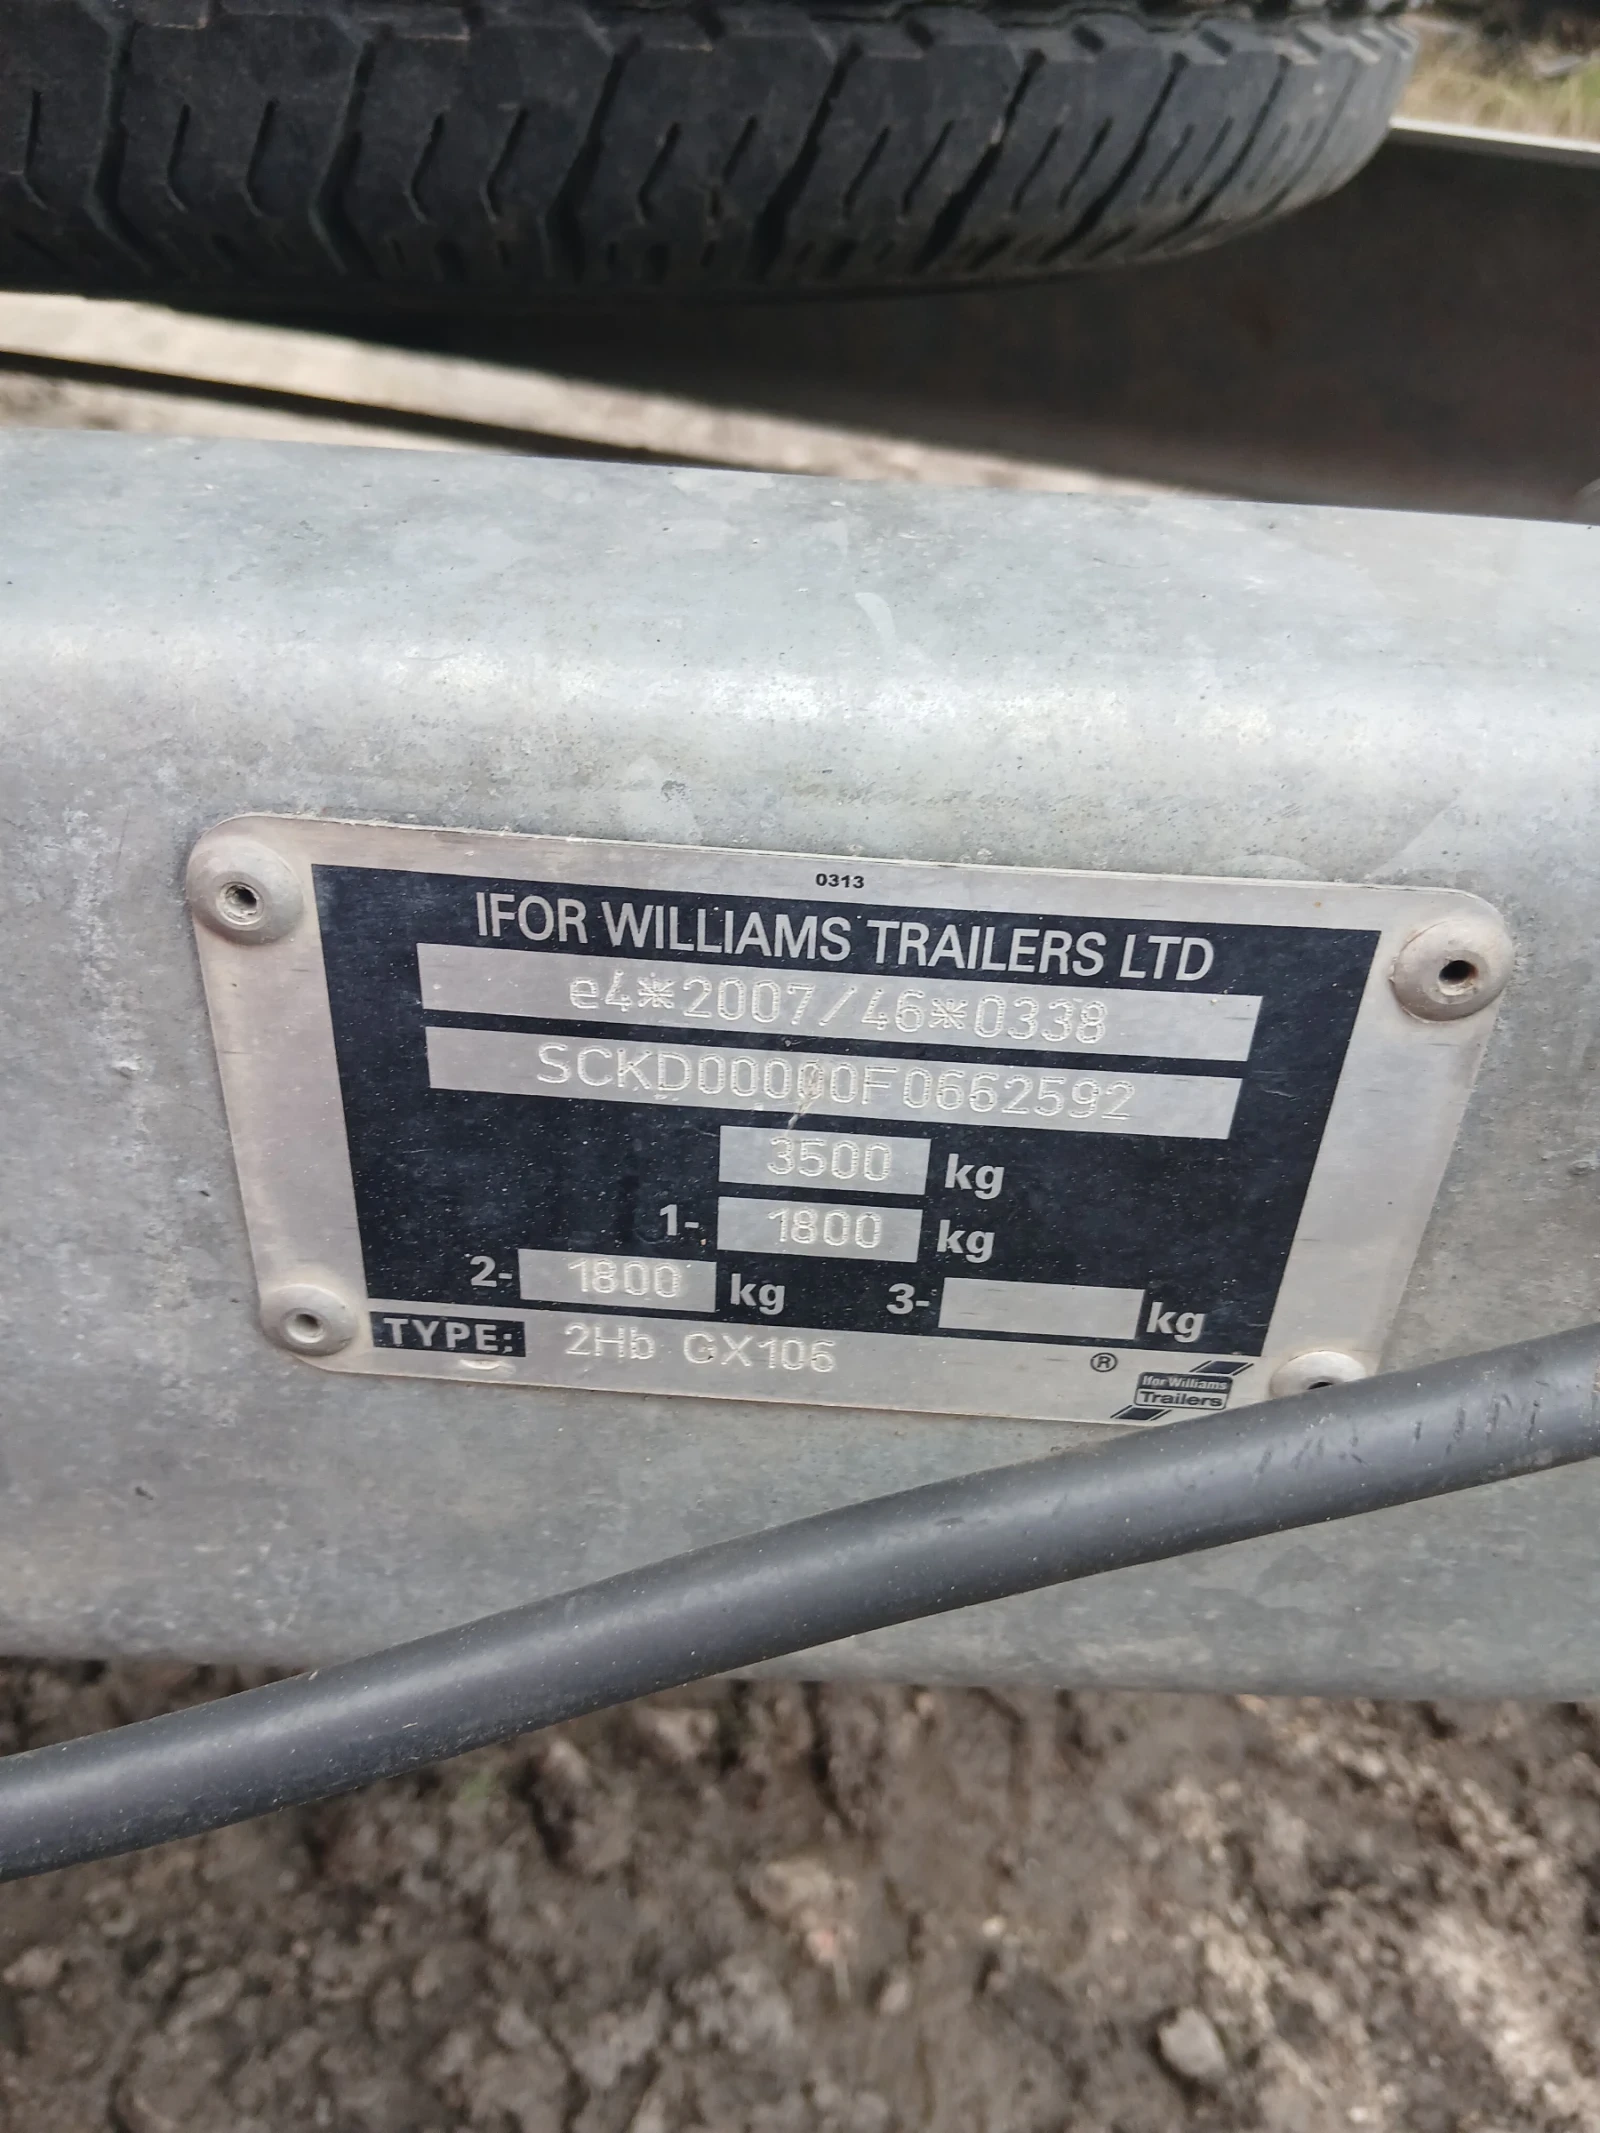 0313
IFOR WILLIAMS TRAILERS LTD
e4*2007/46*0338
SCKD00000F0662592
3500 kg
1- 1800 kg
2- 1800 kg 3- kg
TYPE: 2Hb GX106
®
Ifor Williams
Trailers